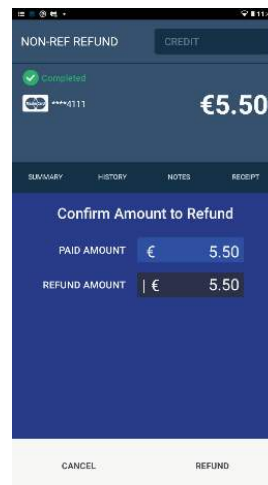 NON-REF REFUND CREDIT
Completed
****4111
€5.50
SUMMARY HISTORY NOTES RECEIPT
Confirm Amount to Refund
PAID AMOUNT € 5.50
REFUND AMOUNT € 5.50
CANCEL REFUND